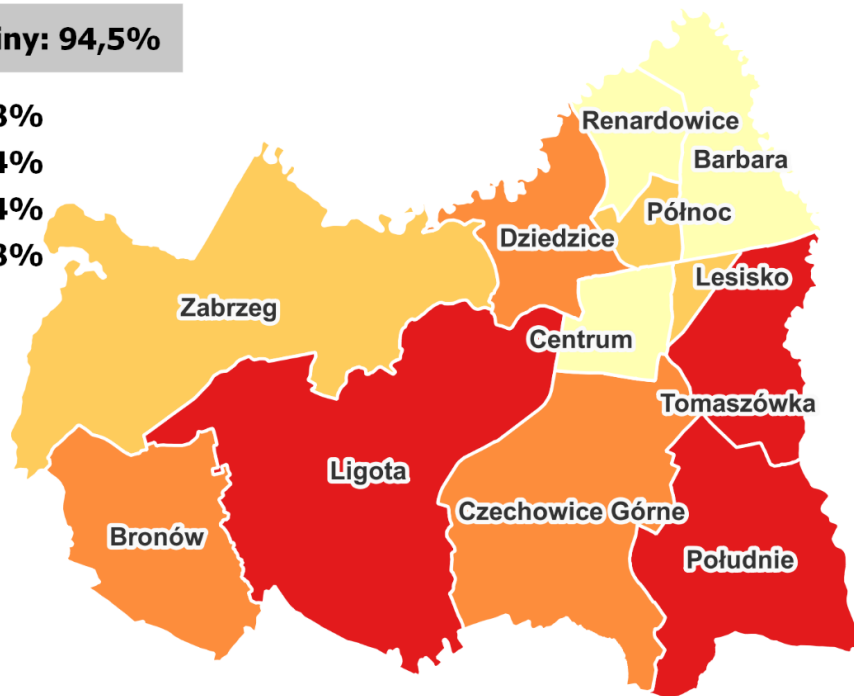 iny: 94,5%
3%
4%
4%
3%
Renardowice
Barbara
Północ
Dziedzice
Lesisko
Zabrzeg
Centrum
Tomaszówka
Ligota
Czechowice Górne
Bronów
Południe